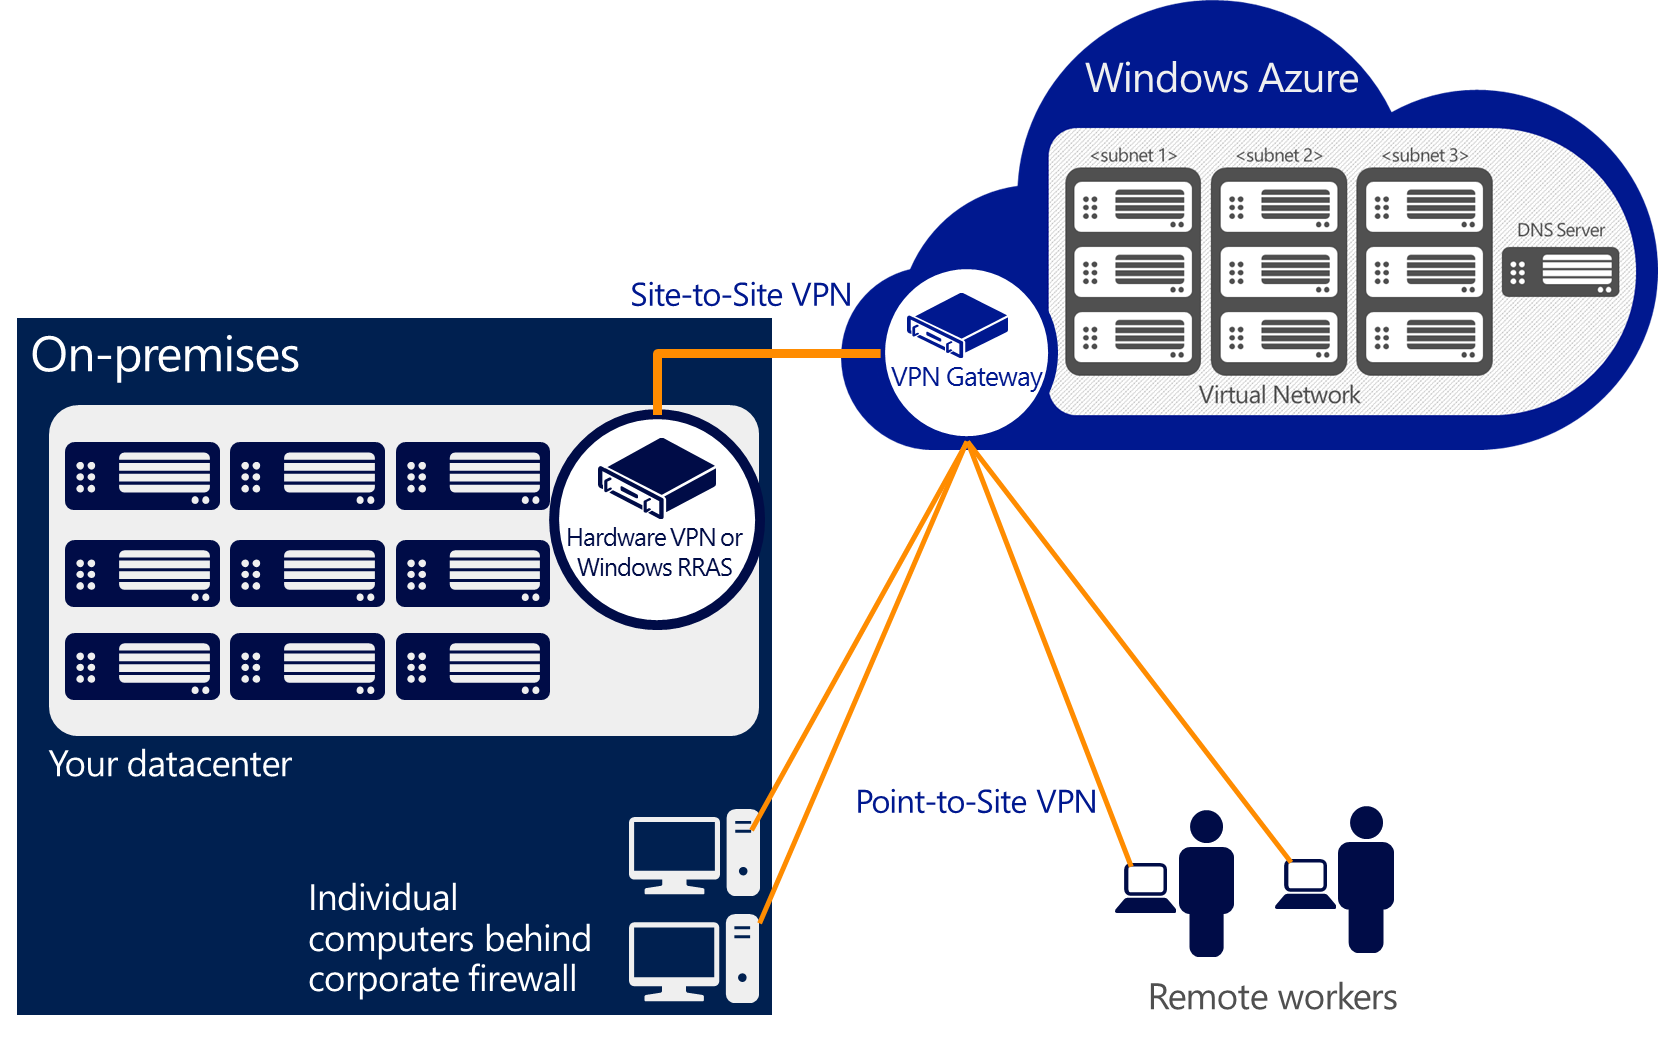 Windows Azure
<subnet 1>
<subnet 2>
<subnet 3>
DNS Server
Virtual Network
VPN Gateway
Site-to-Site VPN
On-premises
Hardware VPN or
Windows RRAS
Your datacenter
Individual
computers behind
corporate firewall
Point-to-Site VPN
Remote workers